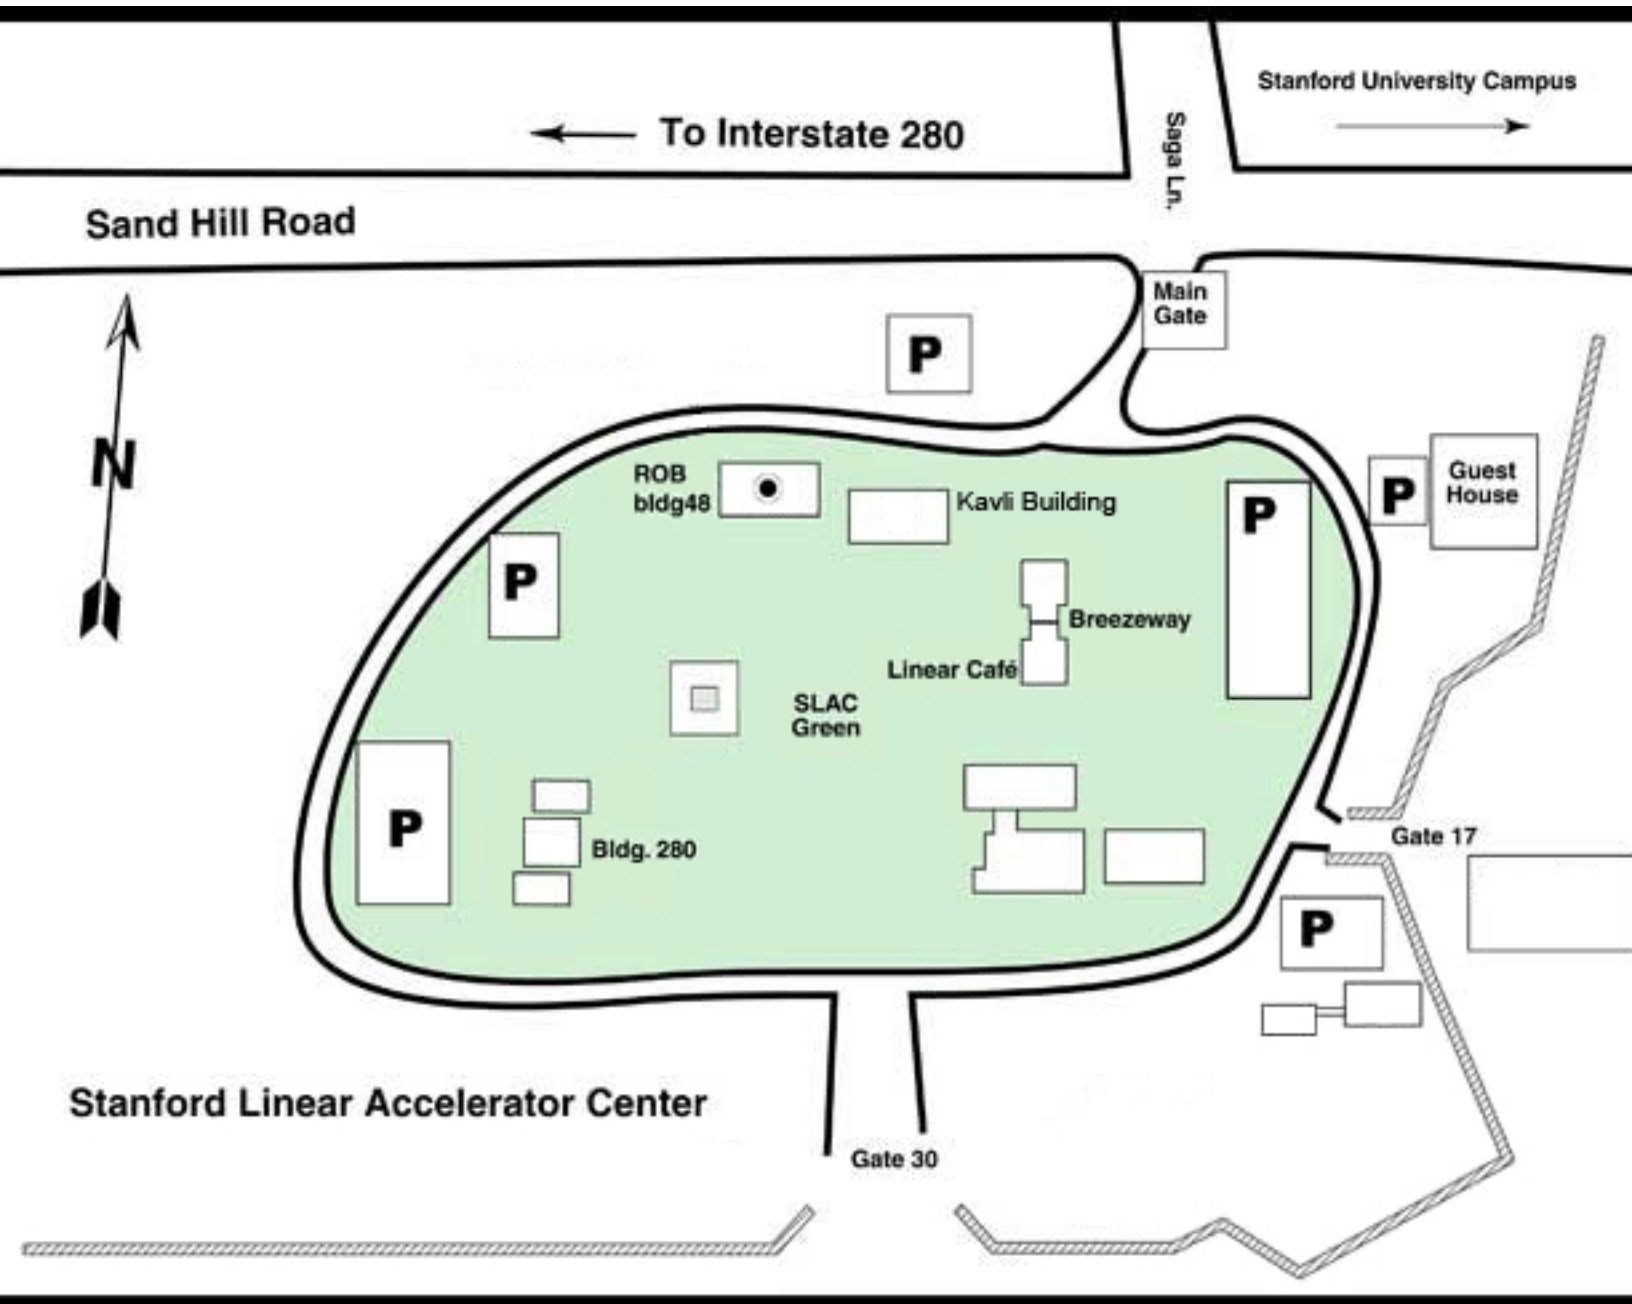 Stanford University Campus
To Interstate 280
Saga Ln.
Sand Hill Road
Main
Gate
P
N
ROB
bldg48
Kavli Building
P
P
Guest
House
P
Breezeway
Linear Café
SLAC
Green
P
Bldg. 280
Gate 17
P
Stanford Linear Accelerator Center
Gate 30